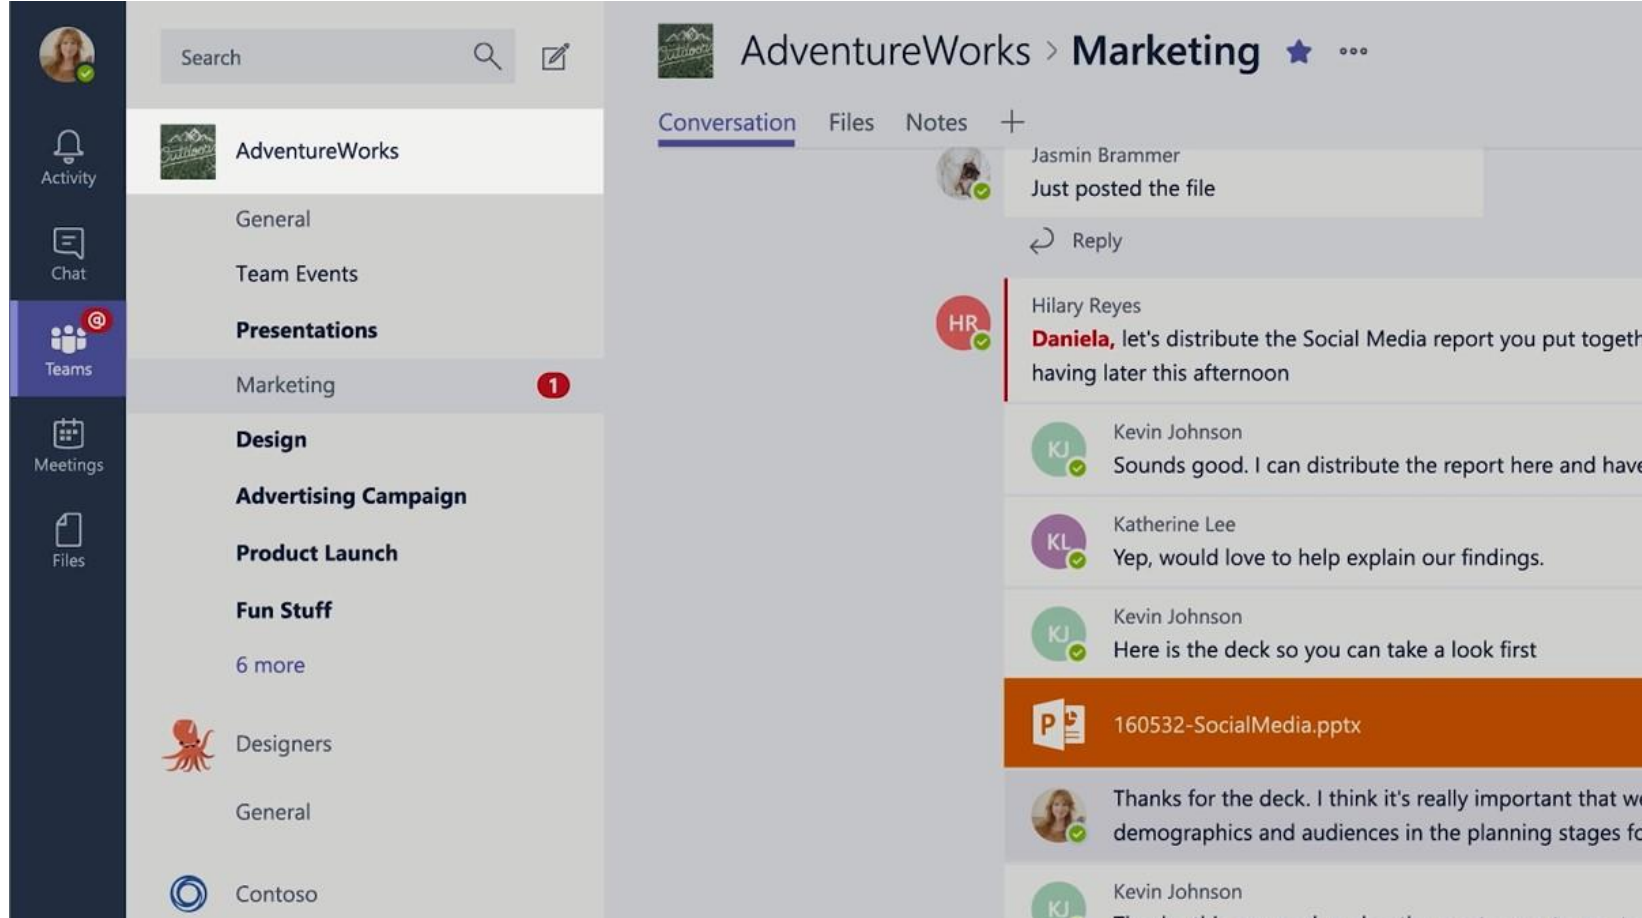 Search
Activity
Chat
@
Teams
Meetings
Files
Outdoors
AdventureWorks
General
Team Events
Presentations
Marketing
1
Design
Advertising Campaign
Product Launch
Fun Stuff
6 more
Designers
General
Contoso
Outdoors
AdventureWorks > Marketing
Conversation Files Notes
Jasmin Brammer
Just posted the file
Reply
HR
Hilary Reyes
Daniela, let's distribute the Social Media report you put togeth
having later this afternoon
KJ
Kevin Johnson
Sounds good. I can distribute the report here and have
KL
Katherine Lee
Yep, would love to help explain our findings.
KJ
Kevin Johnson
Here is the deck so you can take a look first
P
160532-SocialMedia.pptx
Thanks for the deck. I think it's really important that we
demographics and audiences in the planning stages fo
KJ
Kevin Johnson